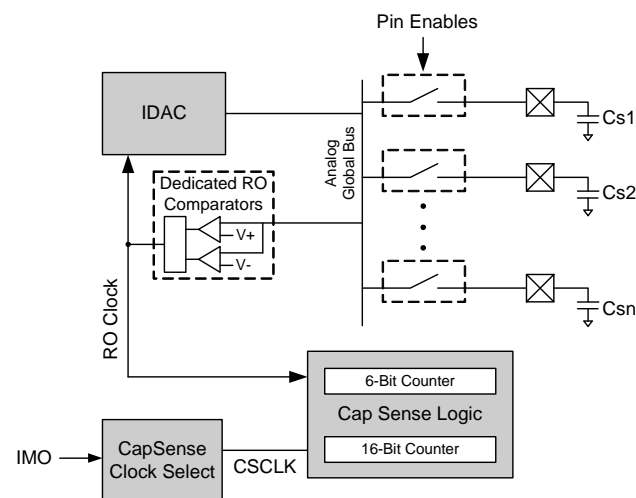 Pin Enables
IDAC
Cs1
Analog
Global Bus
Dedicated RO
Comparators
V+
V-
Cs2
Csn
RO Clock
6-Bit Counter
Cap Sense Logic
16-Bit Counter
IMO
CapSense
Clock Select
CSCLK